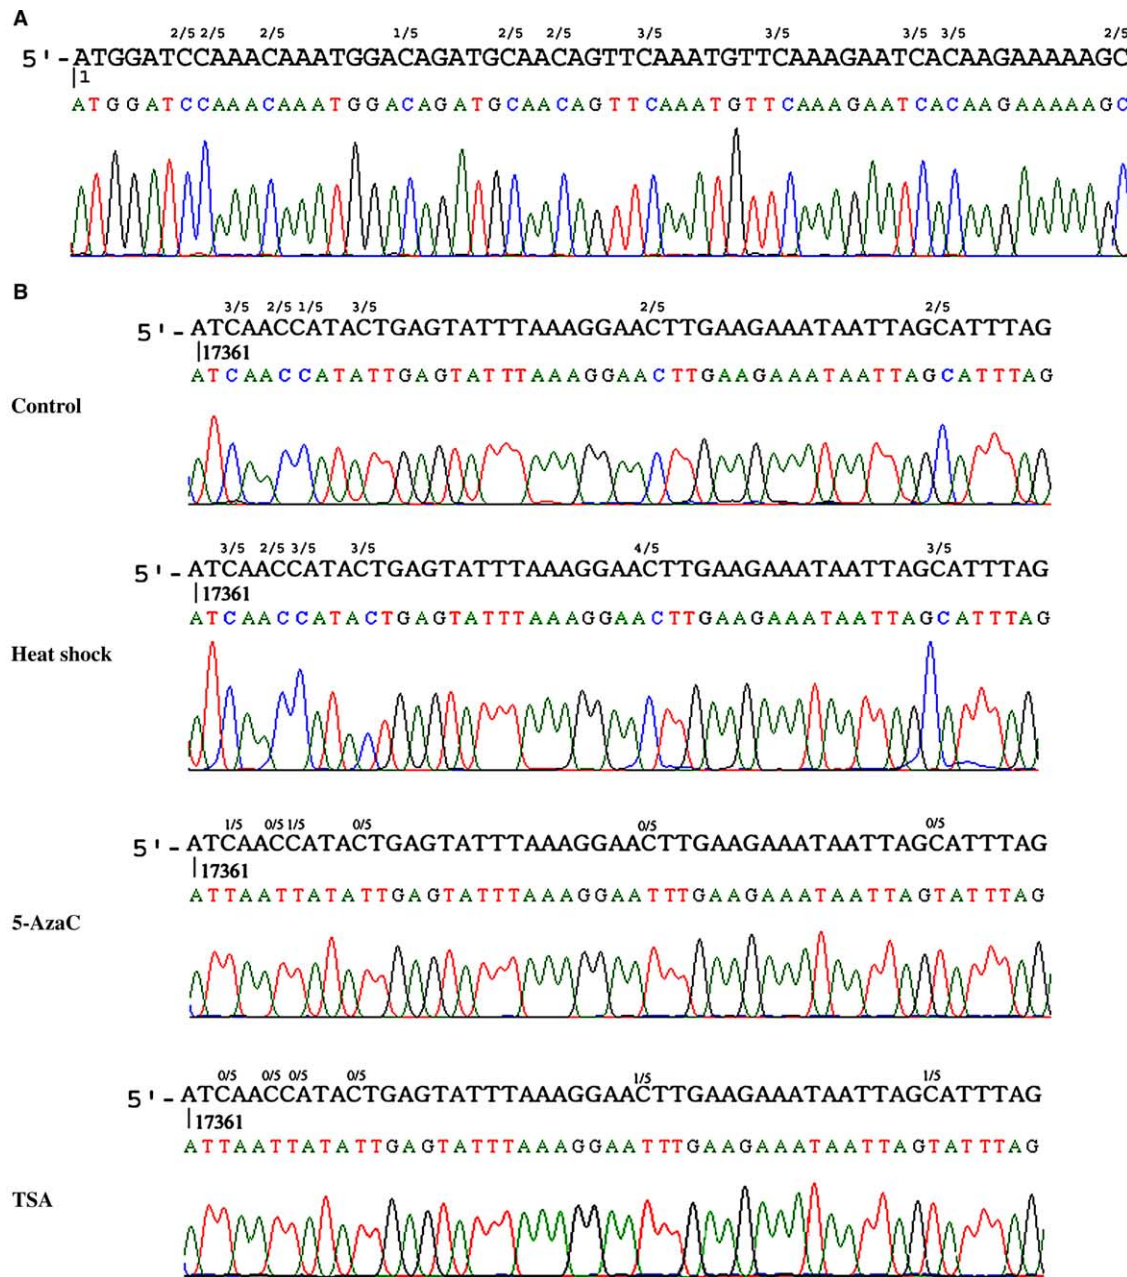 A
2/5 2/5 2/5 1/5 2/5 2/5 3/5 3/5 3/5 3/5 2/5
5'-ATGGATCCAAACAAATGGACAGATGCAACAGTTCAAATGTTCAAAGAATCACAAGAAAAAGC
|1
ATGGATCCAAACAAATGGACAGATGCAACAGTTCAAATGTTCAAAGAATCACAAGAAAAAGC
B
3/5 2/5 1/5 3/5 2/5 2/5
5'-ATCAACCATACTGAGTATTTAAAGGAACTTGAAGAAATAATTAGCATTTAG
|17361
ATCAACCATATTGAGTATTTAAAGGAACTTGAAGAAATAATTAGCATTTAG
Control
3/5 2/5 3/5 3/5 4/5 3/5
5'-ATCAACCATACTGAGTATTTAAAGGAACTTGAAGAAATAATTAGCATTTAG
|17361
ATCAACCATACTGAGTATTTAAAGGAACTTGAAGAAATAATTAGCATTTAG
Heat shock
1/5 0/5 1/5 0/5 0/5 0/5
5'-ATCAACCATACTGAGTATTTAAAGGAACTTGAAGAAATAATTAGCATTTAG
|17361
ATTAATTATATTGAGTATTTAAAGGAATTTGAAGAAATAATTAGTATTTAG
5-AzaC
0/5 0/5 0/5 0/5 1/5 1/5
5'-ATCAACCATACTGAGTATTTAAAGGAACTTGAAGAAATAATTAGCATTTAG
|17361
ATTAATTATATTGAGTATTTAAAGGAATTTGAAGAAATAATTAGTATTTAG
TSA